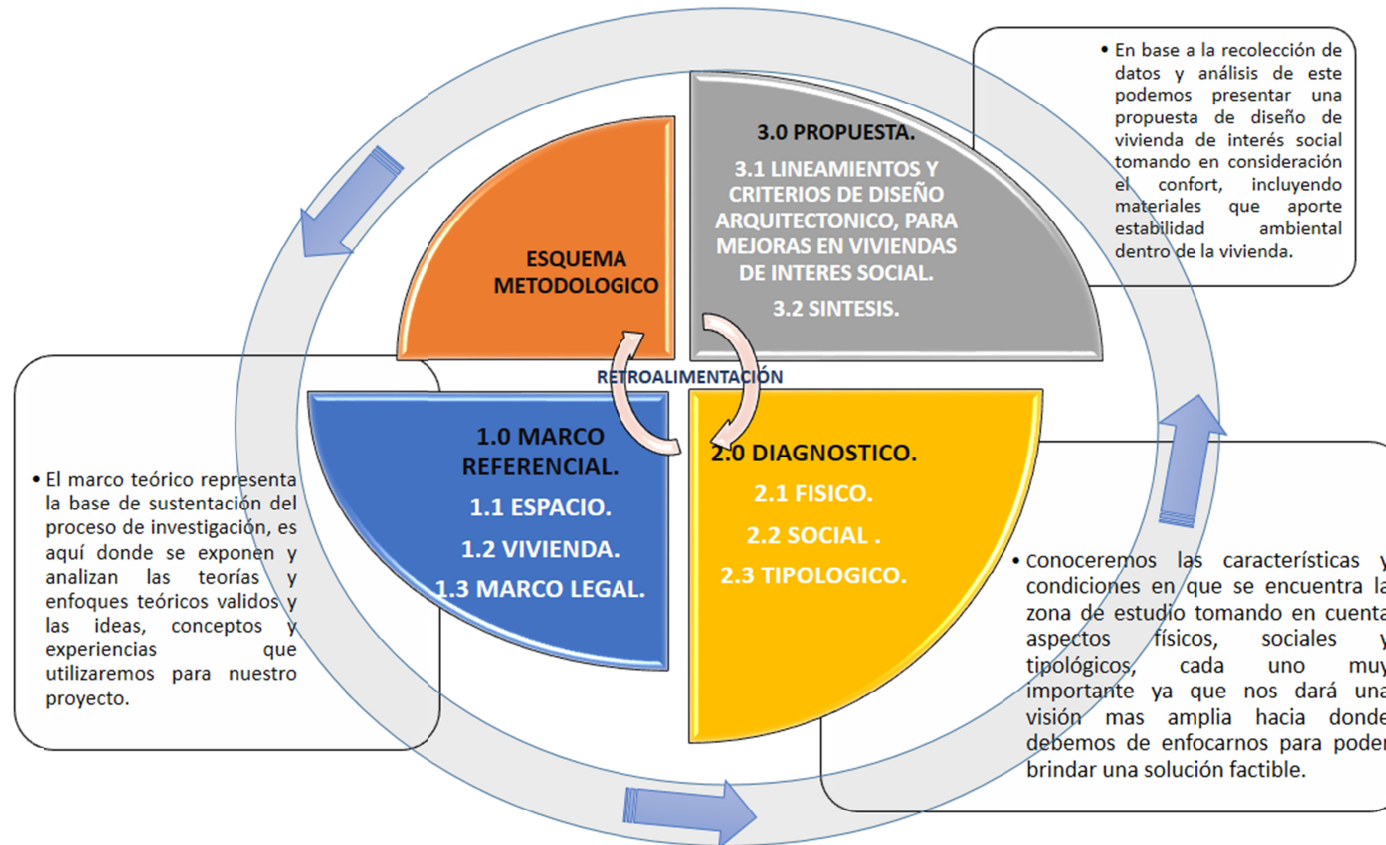 ESQUEMA
METODOLOGICO
3.0 PROPUESTA.
3.1 LINEAMIENTOS Y
CRITERIOS DE DISEÑO
ARQUITECTONICO, PARA
MEJORAS EN VIVIENDAS
DE INTERES SOCIAL.
3.2 SINTESIS.
• En base a la recolección de
datos y análisis de este
podemos presentar una
propuesta de diseño de
vivienda de interés social
tomando en consideración
el confort, incluyendo
materiales que aporte
estabilidad ambiental
dentro de la vivienda.
RETROALIMENTACIÓN
1.0 MARCO
REFERENCIAL.
1.1 ESPACIO.
1.2 VIVIENDA.
1.3 MARCO LEGAL.
• El marco teórico representa
la base de sustentación del
proceso de investigación, es
aquí donde se exponen y
analizan las teorías y
enfoques teóricos validos y
las ideas, conceptos y
experiencias que
utilizaremos para nuestro
proyecto.
2.0 DIAGNOSTICO.
2.1 FISICO.
2.2 SOCIAL .
2.3 TIPOLOGICO.
• Conoceremos las características y
condiciones en que se encuentra la
zona de estudio tomando en cuenta
aspectos físicos, sociales y
tipológicos, cada uno muy
importante ya que nos dará una
visión mas amplia hacia donde
debemos de enfocarnos para poder
brindar una solución factible.